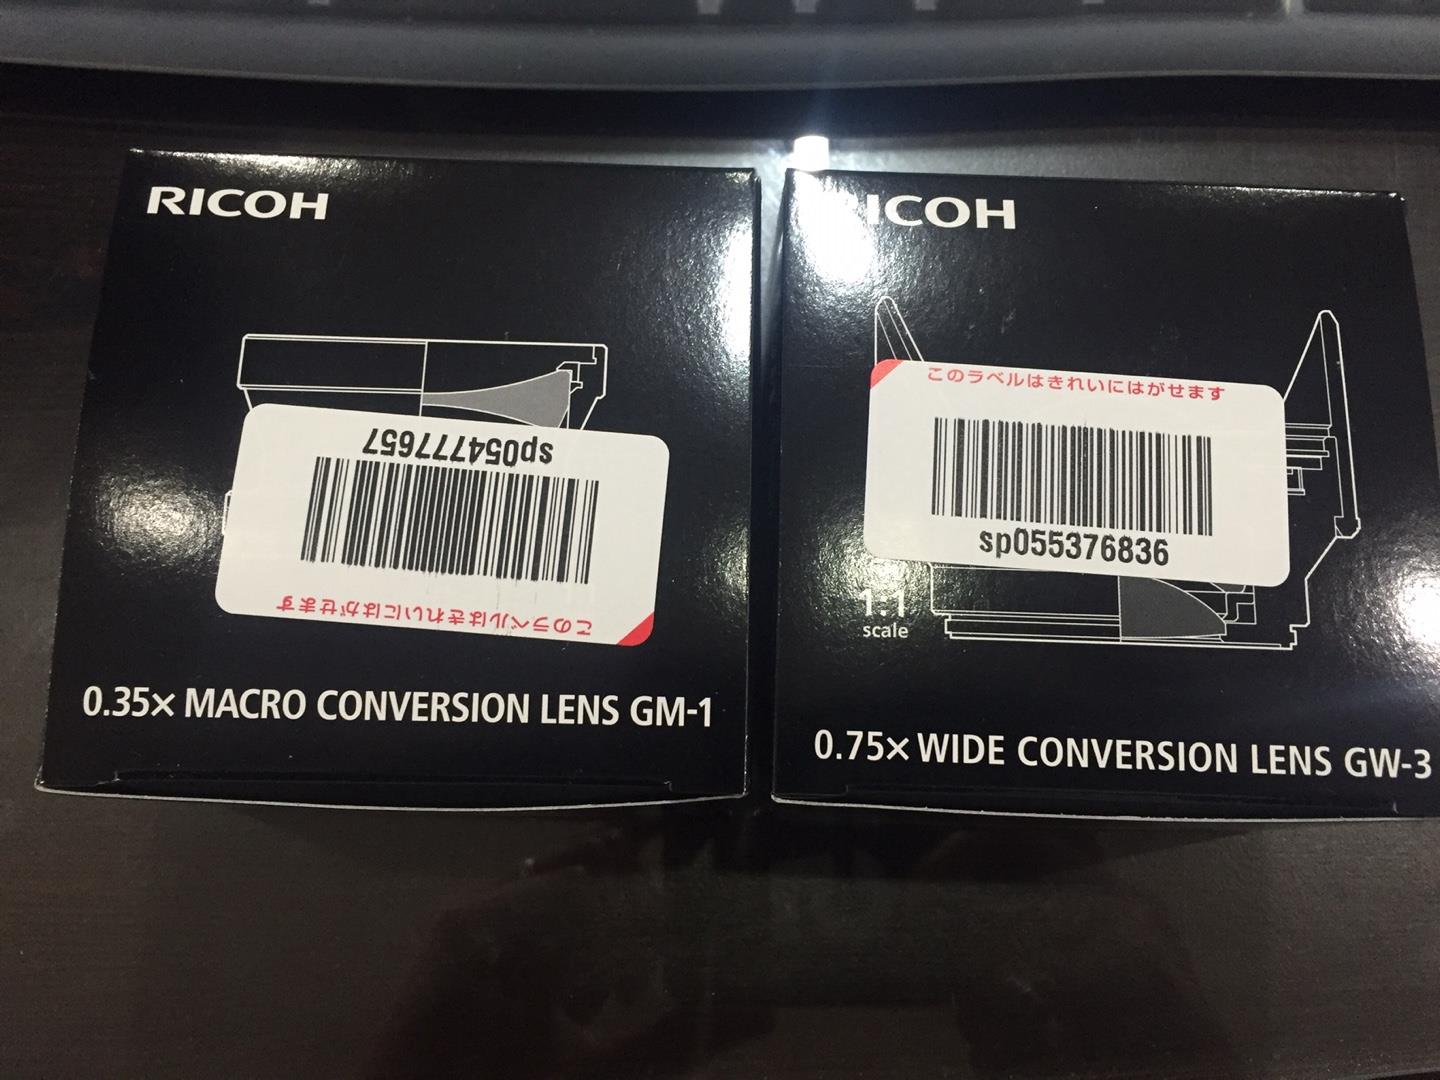 RICOH
sp054777657
このラベルはきれいにはがせます
0.35× MACRO CONVERSION LENS GM-1
RICOH
このラベルはきれいにはがせます
sp055376836
1:1
scale
0.75× WIDE CONVERSION LENS GW-3